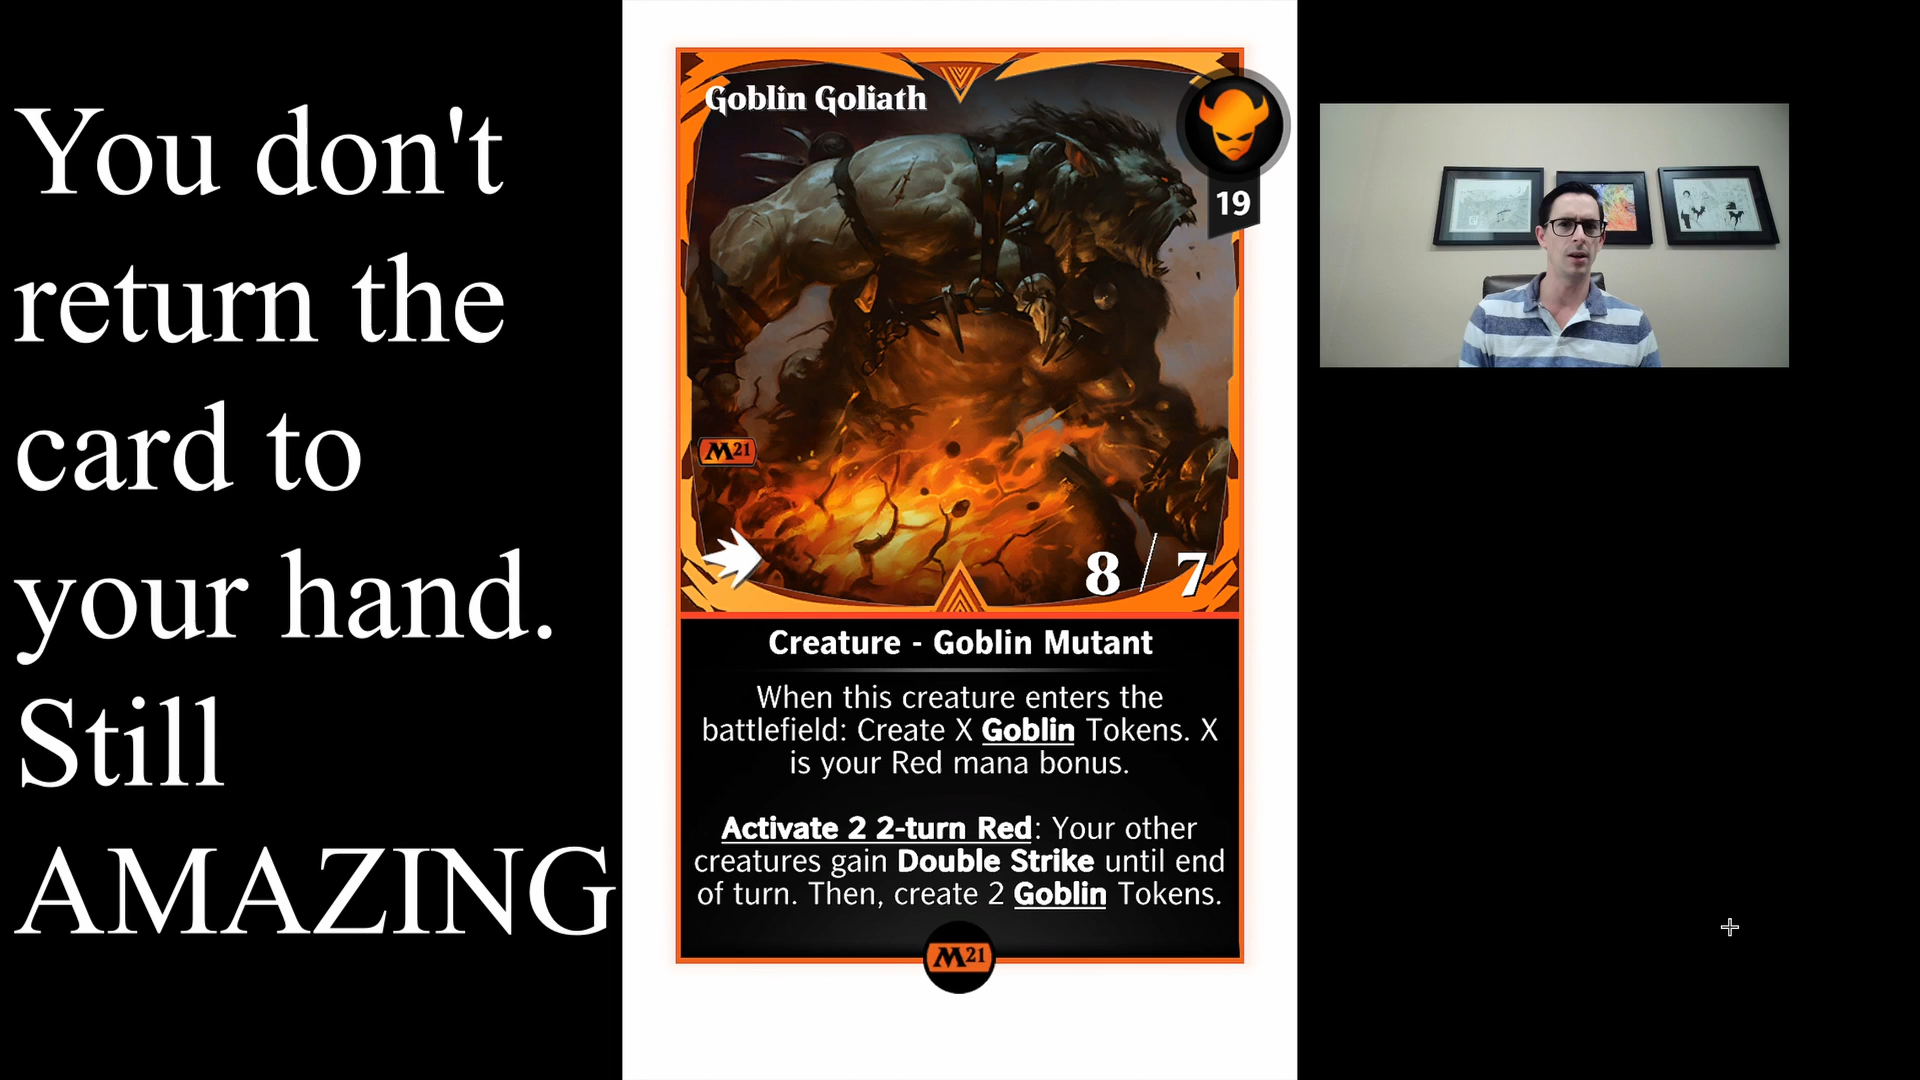 You don't
return the
card to
your hand.
Still
AMAZING
Goblin Goliath
19
M21
8 / 7
Creature - Goblin Mutant
When this creature enters the
battlefield: Create X Goblin Tokens. X
is your Red mana bonus.
Activate 2 2-turn Red: Your other
creatures gain Double Strike until end
of turn. Then, create 2 Goblin Tokens.
M21